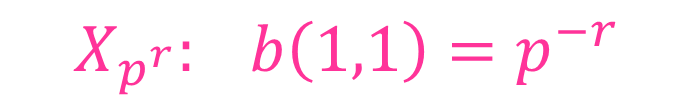 $X_{p^r}$: $b(1,1) = p^{-r}$